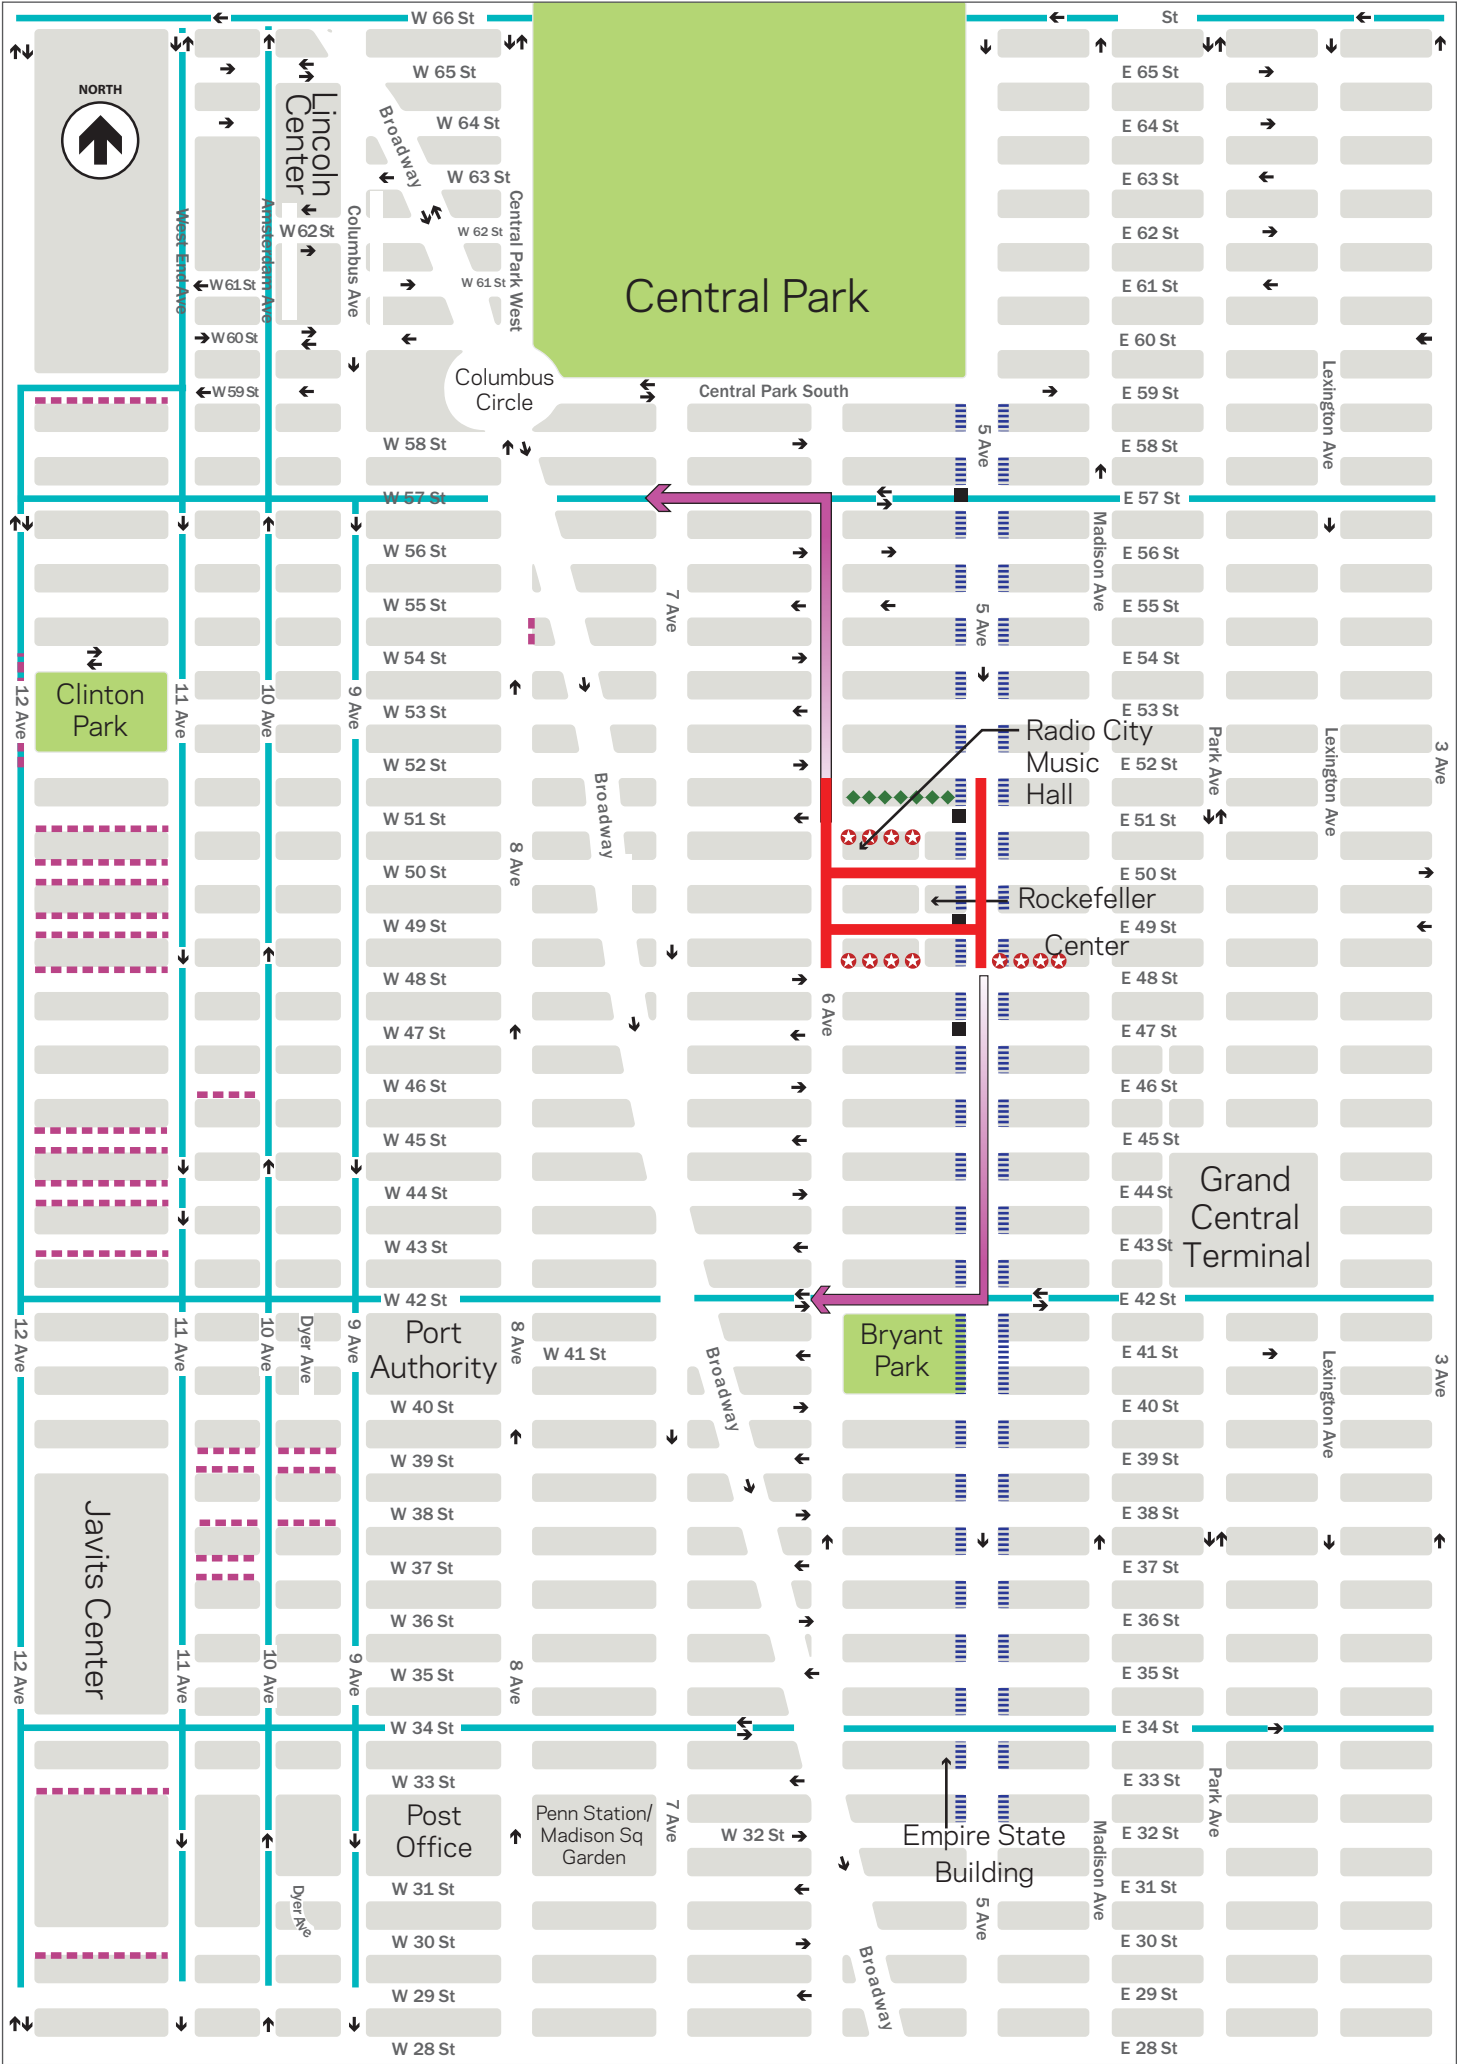 W 66 St
St
W 65 St
E 65 St
NORTH
Lincoln
Center
Broadway
W 64 St
E 64 St
W 63 St
E 63 St
West End Ave
Amsterdam Ave
Columbus Ave
Central Park West
W 62 St
W 62 St
E 62 St
W 61 St
W 61 St
E 61 St
Central Park
W 60 St
E 60 St
Columbus
Circle
W 59 St
Central Park South
E 59 St
Lexington Ave
W 58 St
5 Ave
E 58 St
W 57 St
E 57 St
W 56 St
E 56 St
Madison Ave
W 55 St
7 Ave
5 Ave
E 55 St
W 54 St
E 54 St
12 Ave
Clinton
Park
11 Ave
10 Ave
9 Ave
W 53 St
E 53 St
Radio City
Music
Hall
W 52 St
E 52 St
Park Ave
Lexington Ave
3 Ave
Broadway
W 51 St
E 51 St
8 Ave
W 50 St
E 50 St
Rockefeller
Center
W 49 St
E 49 St
W 48 St
E 48 St
6 Ave
W 47 St
E 47 St
W 46 St
E 46 St
W 45 St
E 45 St
W 44 St
E 44 St
Grand
Central
Terminal
W 43 St
E 43 St
W 42 St
E 42 St
12 Ave
11 Ave
10 Ave
Dyer Ave
9 Ave
Port
Authority
8 Ave
W 41 St
Broadway
Bryant
Park
E 41 St
Lexington Ave
3 Ave
W 40 St
E 40 St
W 39 St
E 39 St
Javits Center
W 38 St
E 38 St
W 37 St
E 37 St
W 36 St
E 36 St
12 Ave
11 Ave
10 Ave
9 Ave
W 35 St
8 Ave
E 35 St
W 34 St
E 34 St
W 33 St
E 33 St
Post
Office
Penn Station/
Madison Sq
Garden
7 Ave
W 32 St
Empire State
Building
Madison Ave
E 32 St
Park Ave
Dyer Ave
W 31 St
5 Ave
E 31 St
W 30 St
Broadway
E 30 St
W 29 St
E 29 St
W 28 St
E 28 St